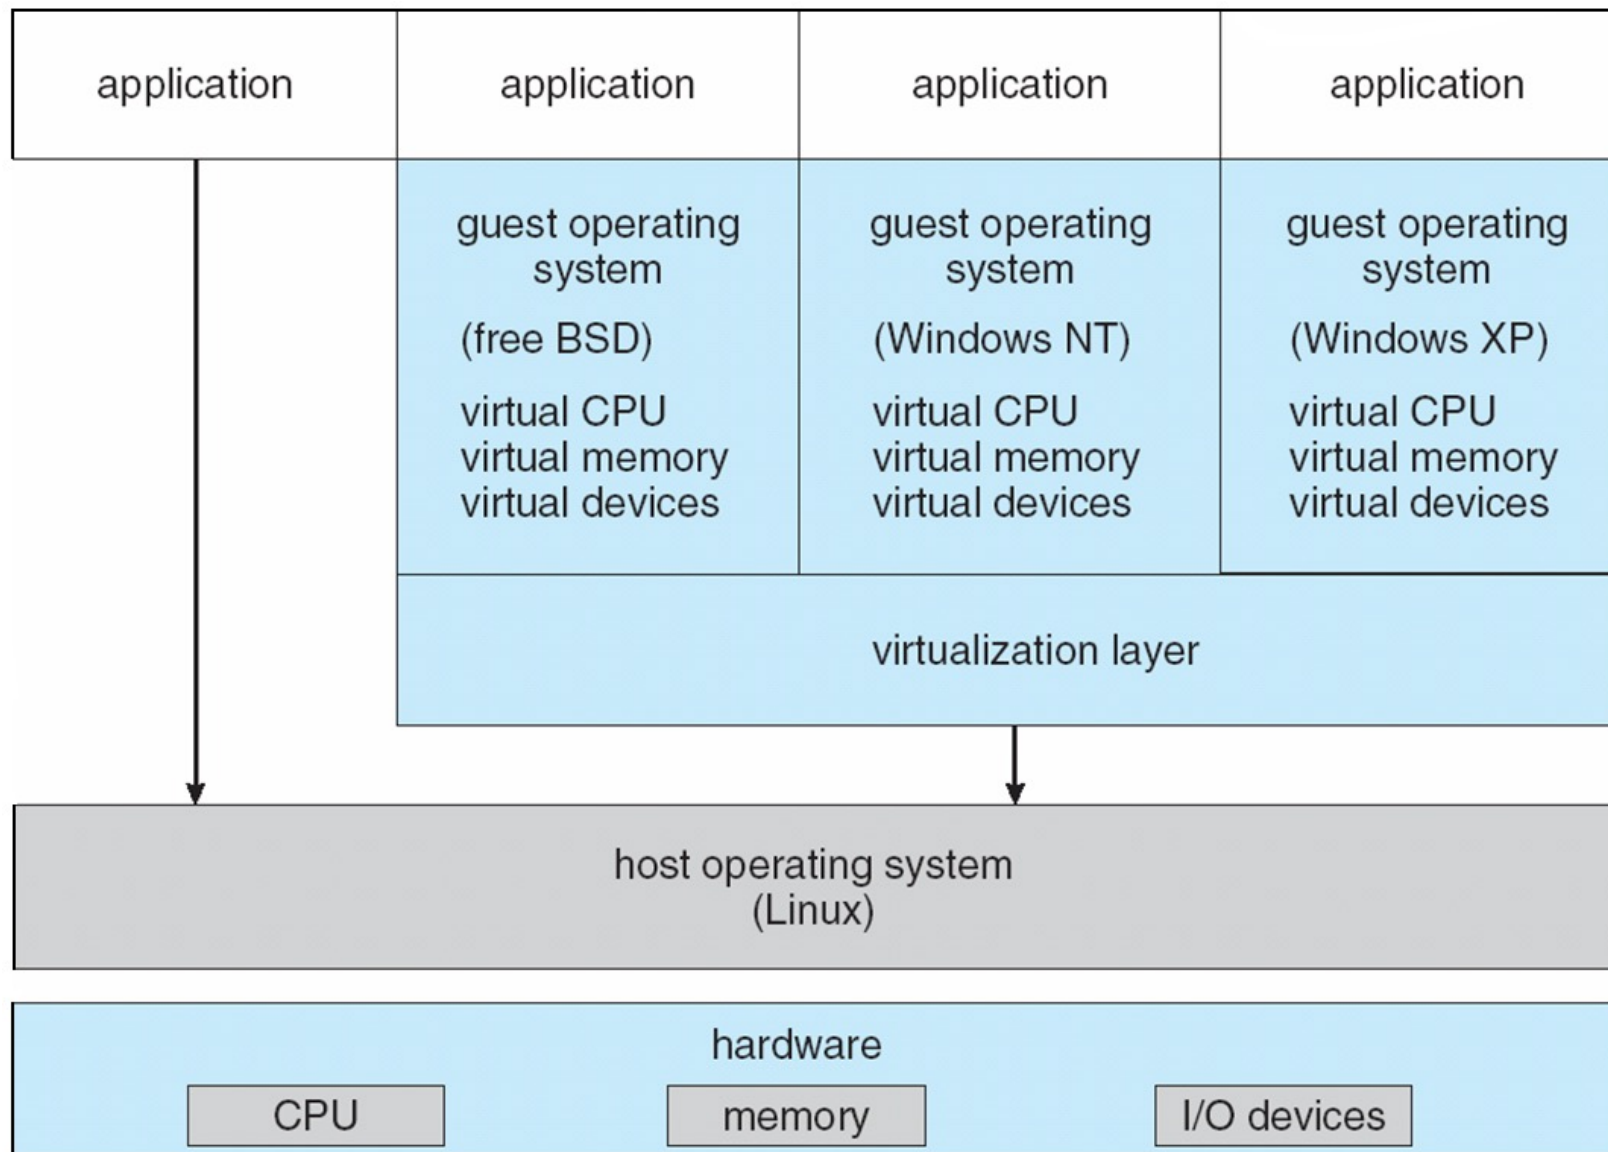 application
application
application
application
guest operating
system
(free BSD)
virtual CPU
virtual memory
virtual devices
guest operating
system
(Windows NT)
virtual CPU
virtual memory
virtual devices
guest operating
system
(Windows XP)
virtual CPU
virtual memory
virtual devices
virtualization layer
host operating system
(Linux)
hardware
CPU
memory
I/O devices